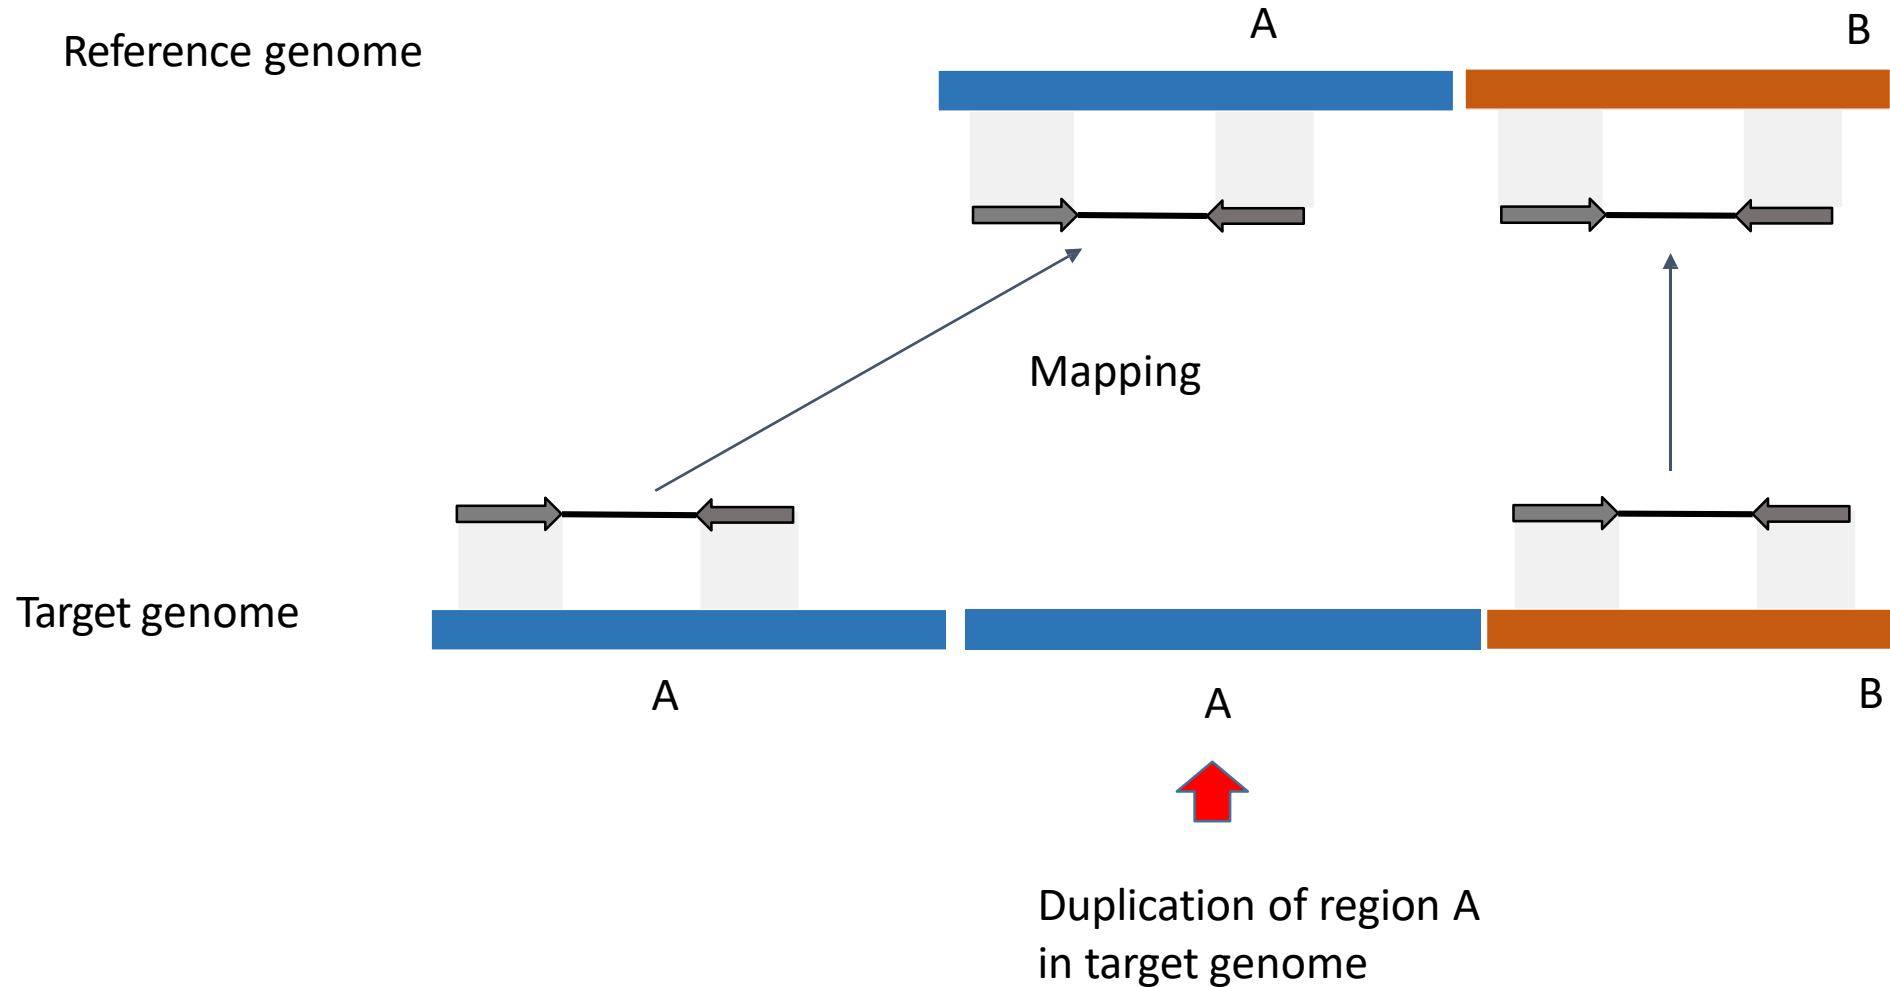 Reference genome
A
B
Mapping
Target genome
A
A
B
Duplication of region A
in target genome